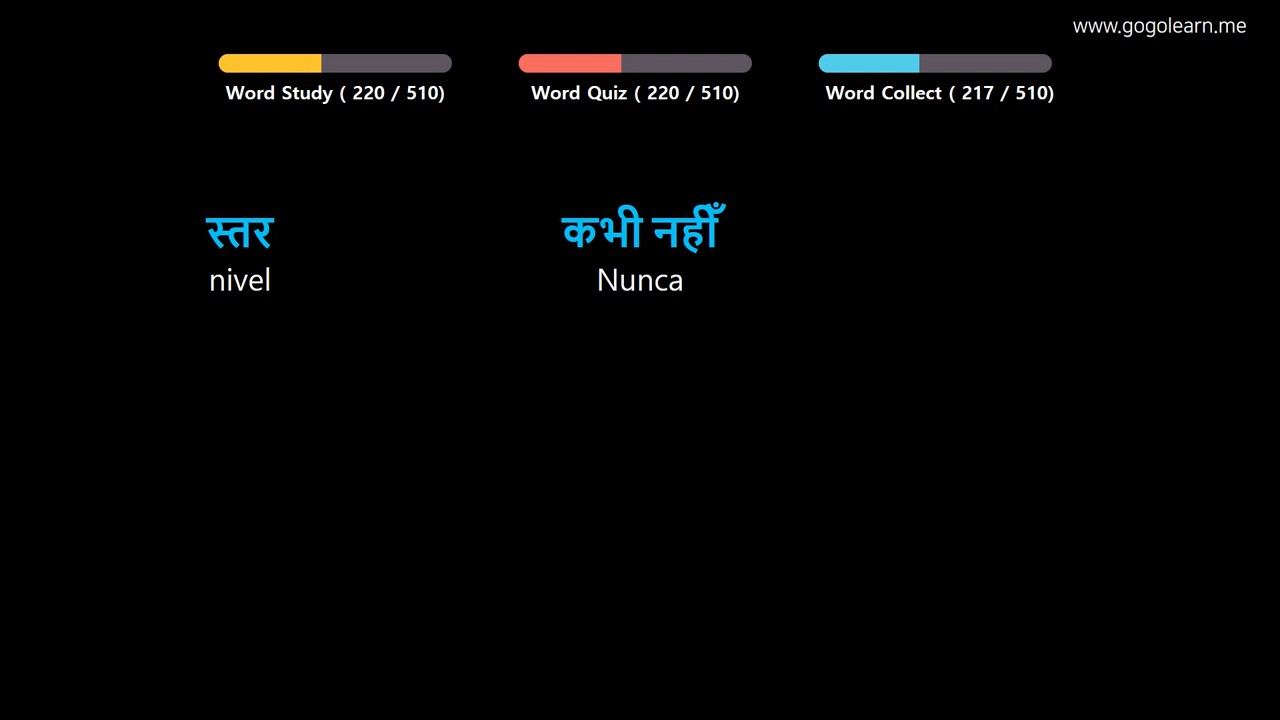 www.gogolearn.me
Word Study ( 220 / 510)
Word Quiz ( 220 / 510)
Word Collect ( 217 / 510)
स्तर
कभी नहीँ
nivel
Nunca